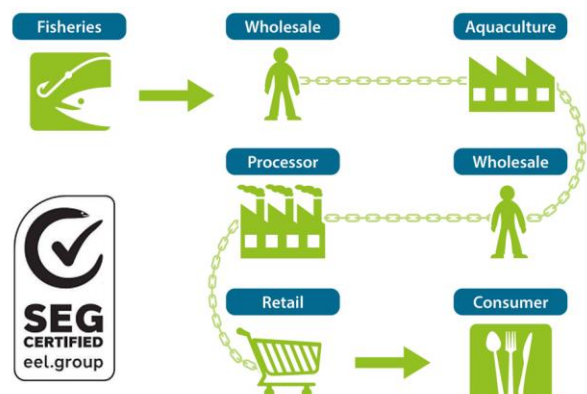 Fisheries
Wholesale
Aquaculture
Processor
Wholesale
Retail
Consumer
SEG
CERTIFIED
eel.group